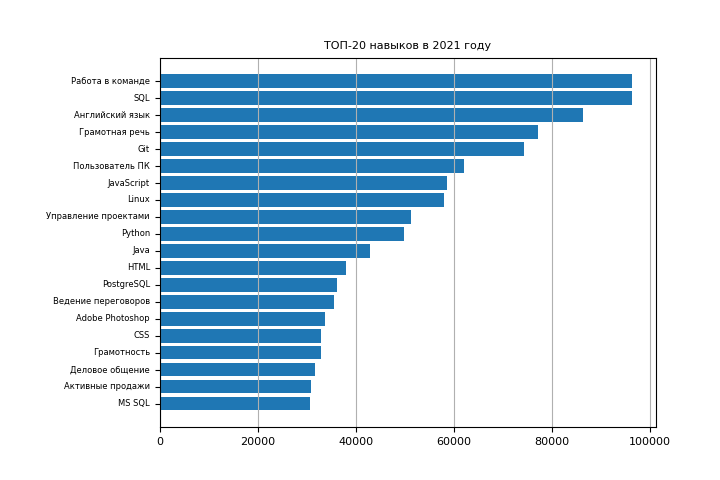 ТОП-20 навыков в 2021 году
Работа в команде
SQL
Английский язык
Грамотная речь
Git
Пользователь ПК
JavaScript
Linux
Управление проектами
Python
Java
HTML
PostgreSQL
Ведение переговоров
Adobe Photoshop
CSS
Грамотность
Деловое общение
Активные продажи
MS SQL
0 20000 40000 60000 80000 100000